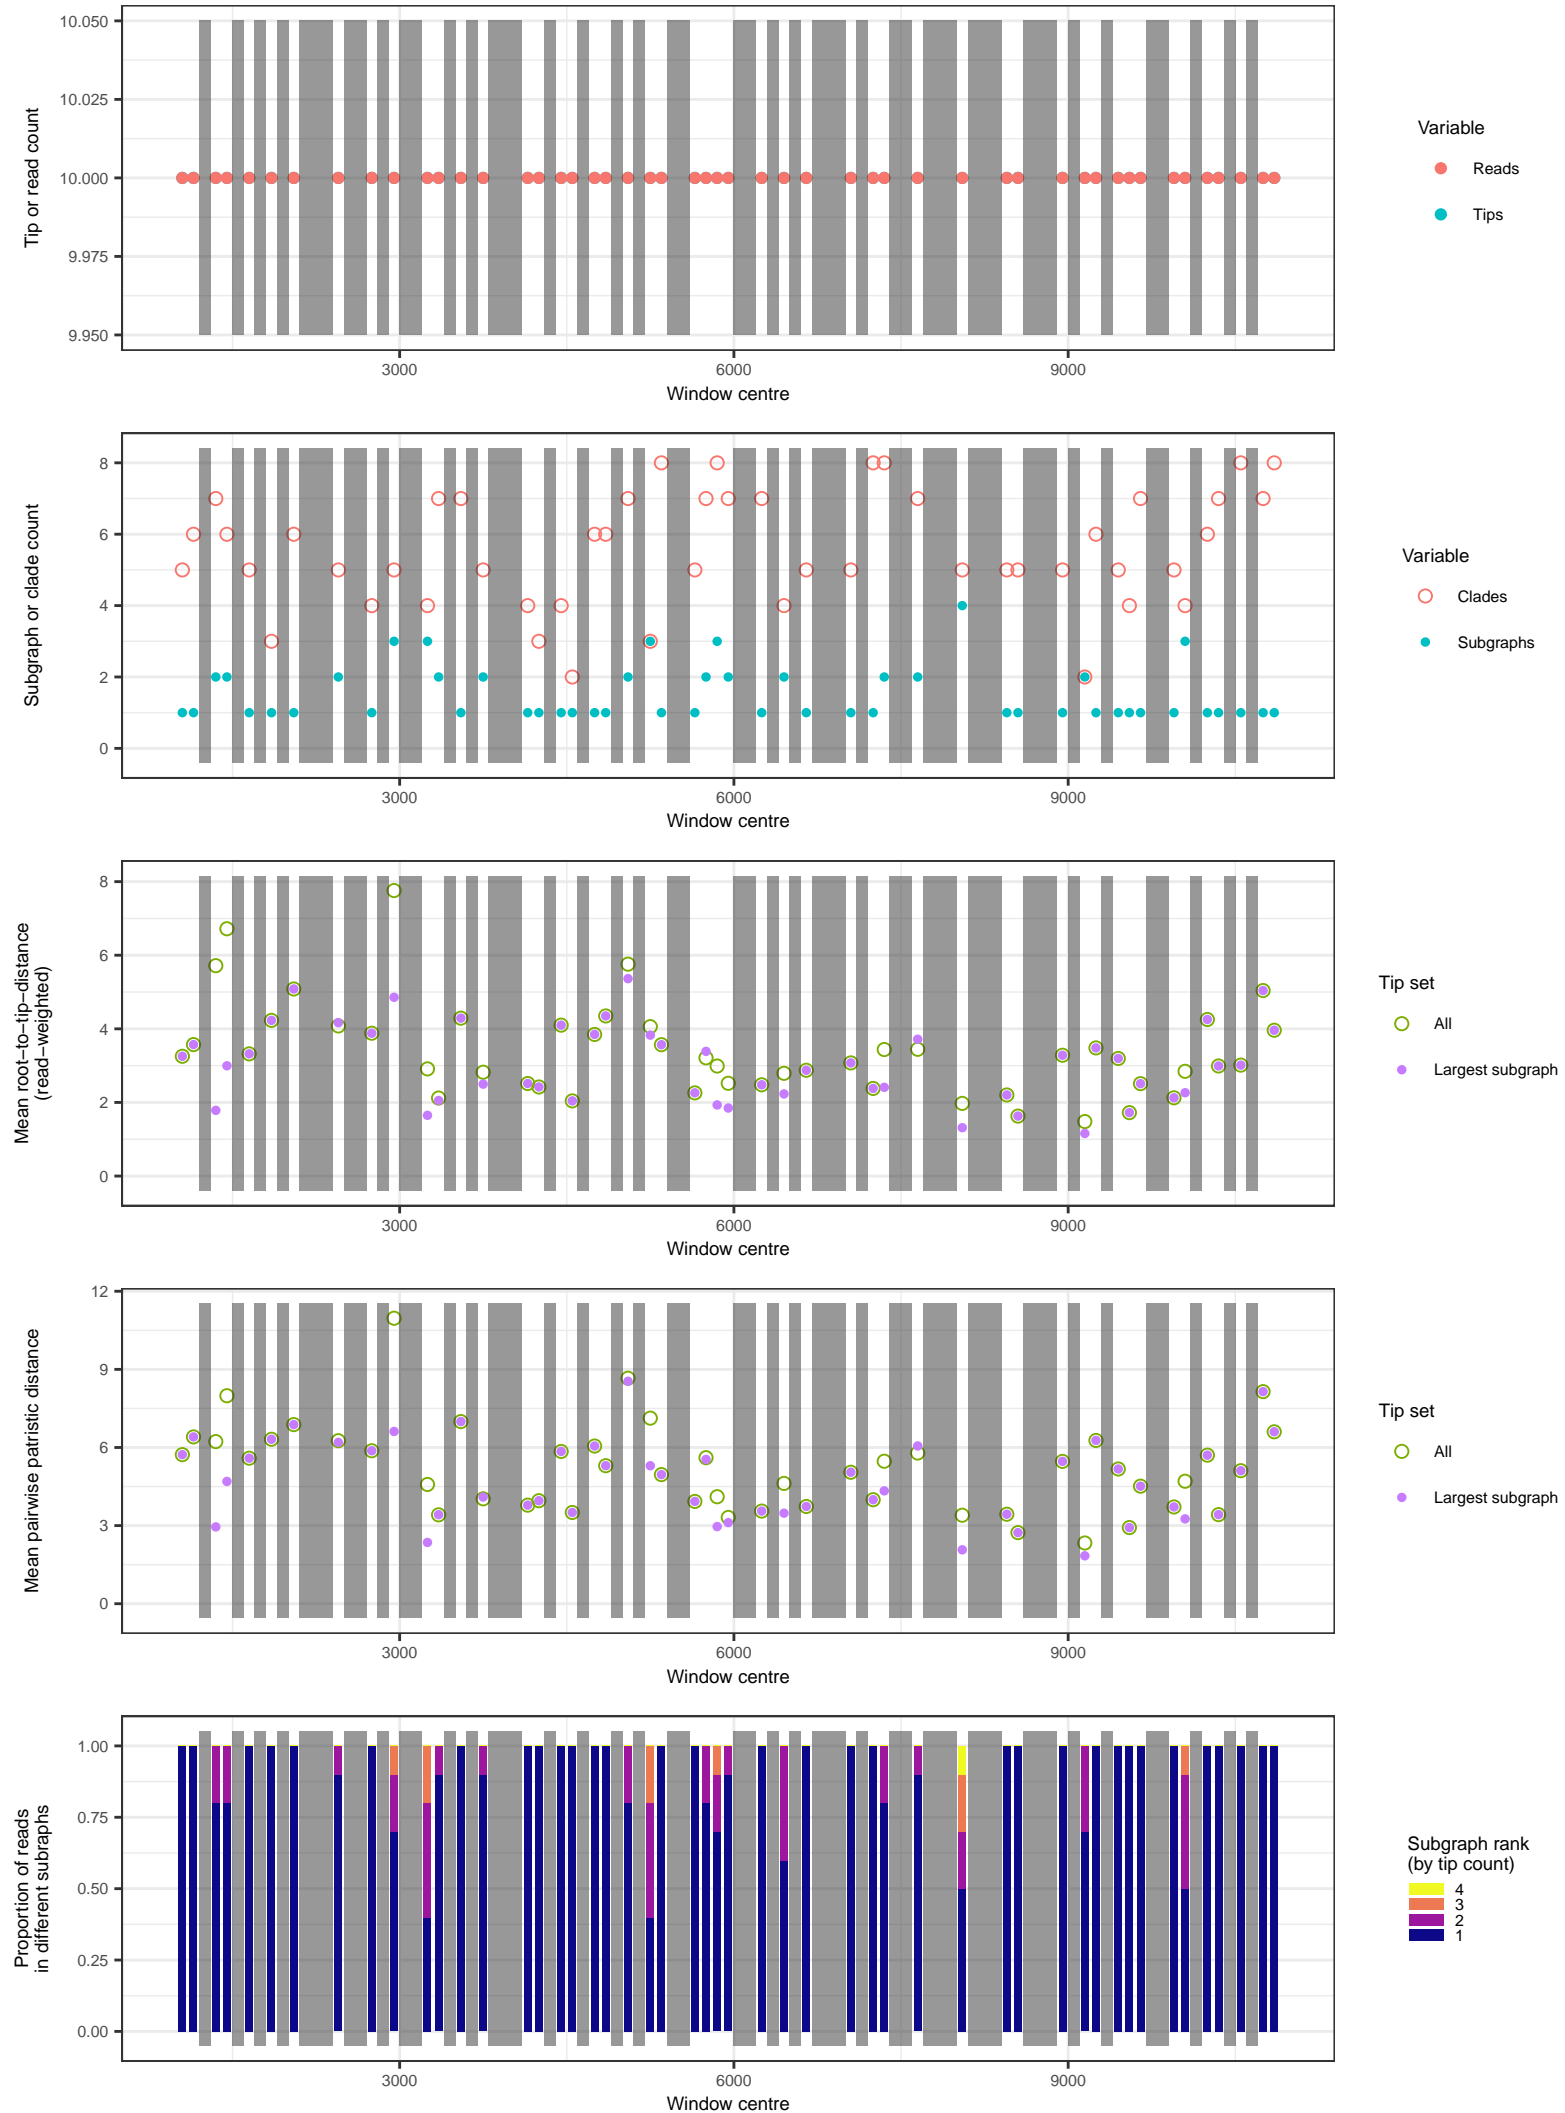 10.050
10.025
10.000
9.975
9.950
Tip or read count
3000 6000 9000
Window centre
Variable
Reads
Tips
8
6
4
2
0
Subgraph or clade count
3000 6000 9000
Window centre
Variable
Clades
Subgraphs
8
6
4
2
0
Mean root−to−tip−distance
(read−weighted)
3000 6000 9000
Window centre
Tip set
All
Largest subgraph
12
9
6
3
0
Mean pairwise patristic distance
3000 6000 9000
Window centre
Tip set
All
Largest subgraph
1.00
0.75
0.50
0.25
0.00
Proportion of reads
in different subraphs
3000 6000 9000
Window centre
Subgraph rank
(by tip count)
4
3
2
1